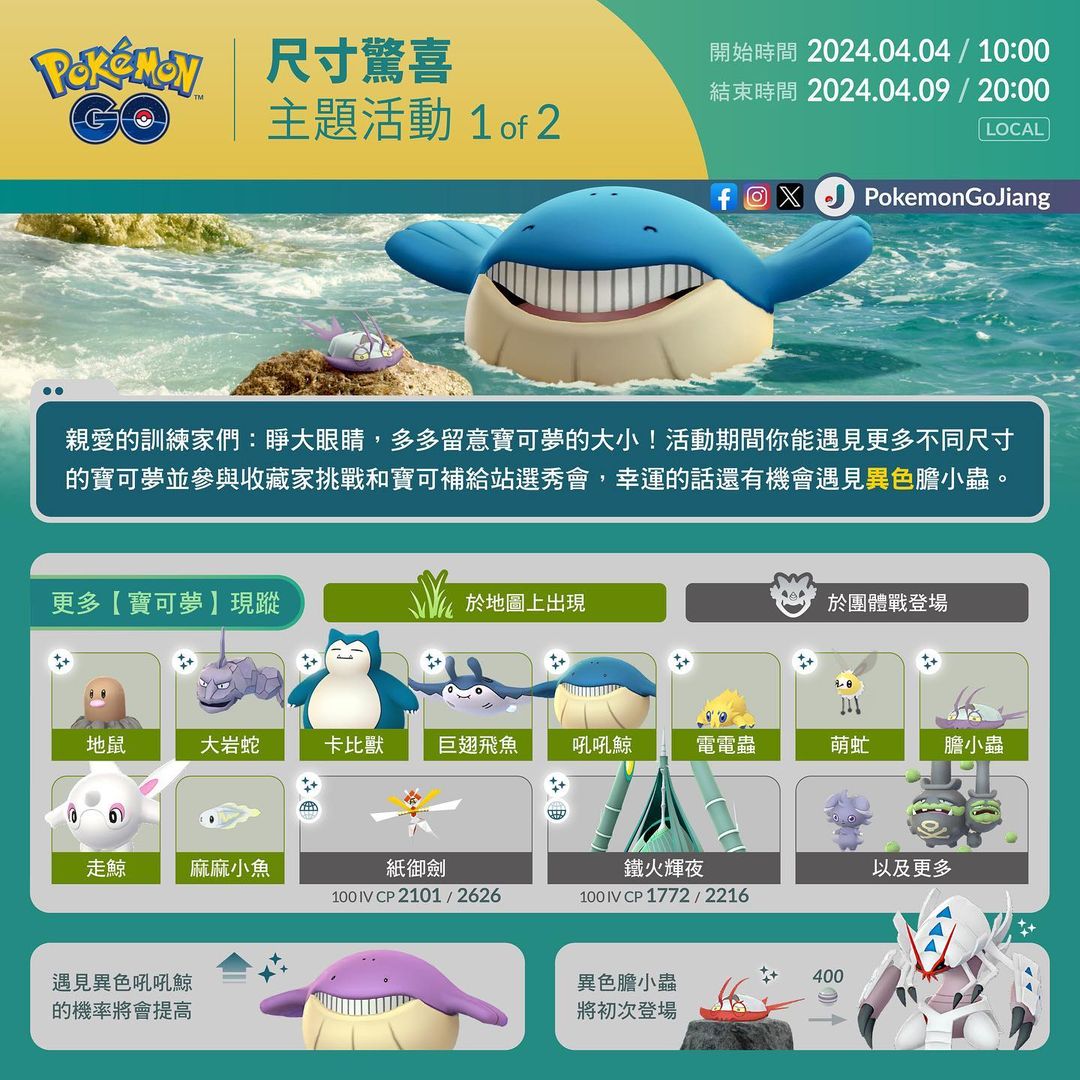 POKÉMON GO™
尺寸驚喜
主題活動 1 of 2
開始時間 2024.04.04 / 10:00
結束時間 2024.04.09 / 20:00
LOCAL
PokemonGoJiang
親愛的訓練家們：睜大眼睛，多多留意寶可夢的大小！活動期間你能遇見更多不同尺寸
的寶可夢並參與收藏家挑戰和寶可補給站選秀會，幸運的話還有機會遇見異色膽小蟲。
更多【寶可夢】現蹤
於地圖上出現
於團體戰登場
地鼠
大岩蛇
卡比獸
巨翅飛魚
吼吼鯨
電電蟲
萌虻
膽小蟲
走鯨
麻麻小魚
紙御劍
鐵火輝夜
以及更多
100 IV CP 2101 / 2626
100 IV CP 1772 / 2216
遇見異色吼吼鯨
的機率將會提高
異色膽小蟲
將初次登場
400